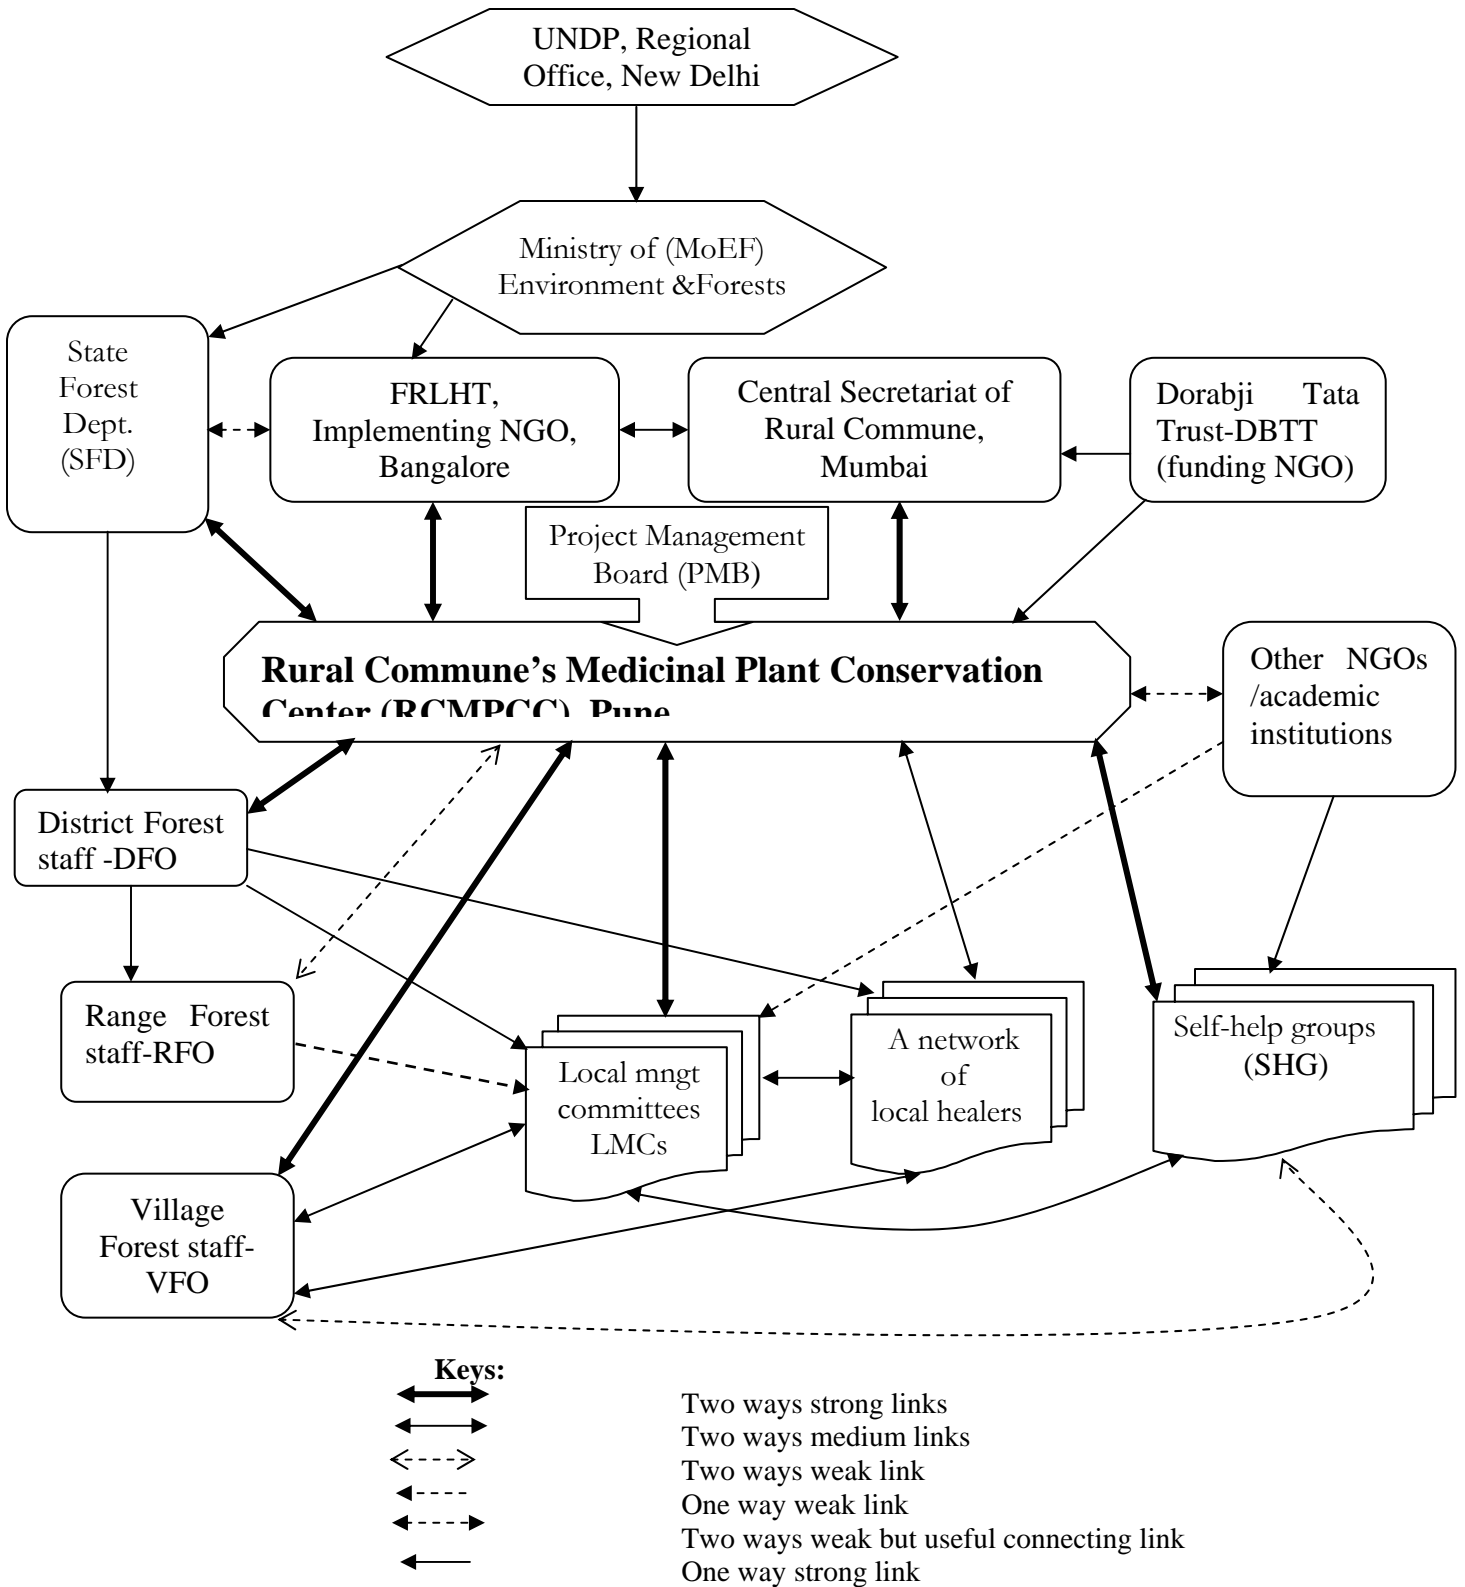 UNDP, Regional
Office, New Delhi
Ministry of (MoEF)
Environment &Forests
State
Forest
Dept.
(SFD)
FRLHT,
Implementing NGO,
Bangalore
Central Secretariat of
Rural Commune,
Mumbai
Dorabji Tata
Trust-DBTT
(funding NGO)
Project Management
Board (PMB)
Rural Commune’s Medicinal Plant Conservation
Center (RCMPCC), Pune
Other NGOs
/academic
institutions
District Forest
staff -DFO
Range Forest
staff-RFO
Local mngt
committees
LMCs
A network
of
local healers
Self-help groups
(SHG)
Village
Forest staff-
VFO
Keys:
Two ways strong links
Two ways medium links
Two ways weak link
One way weak link
Two ways weak but useful connecting link
One way strong link